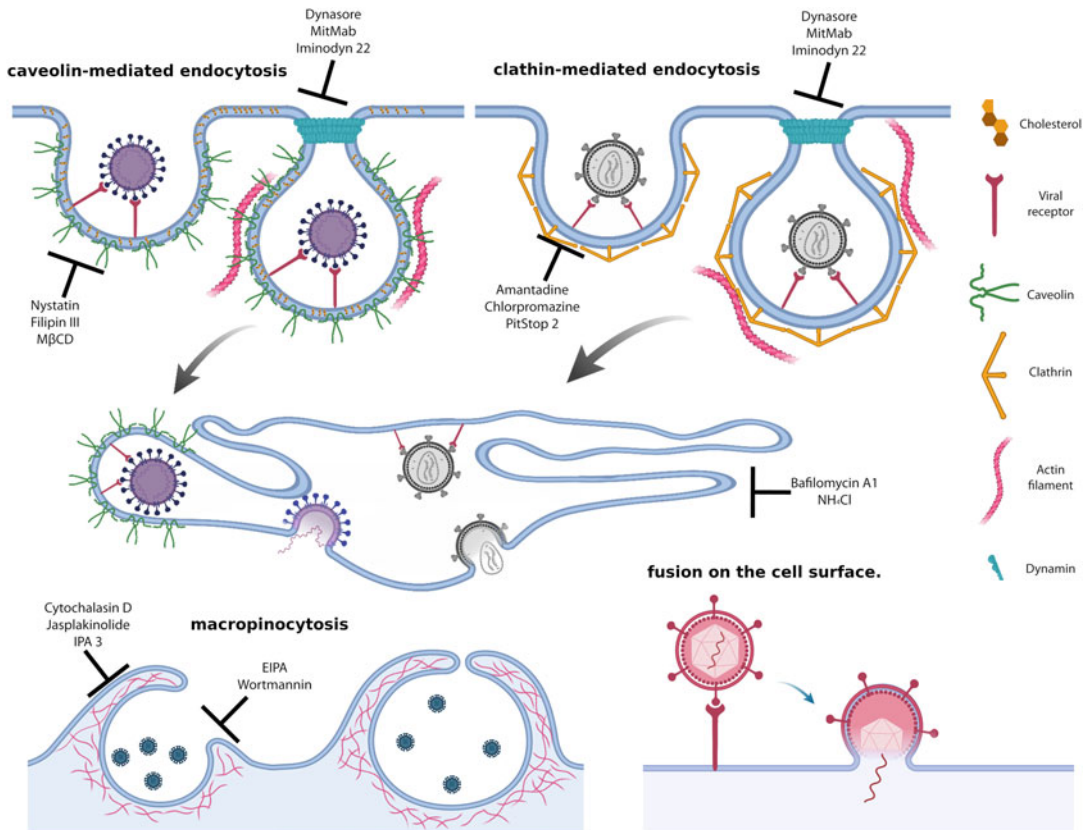 Dynasore
MitMab
Iminodyn 22
caveolin-mediated endocytosis
Dynasore
MitMab
Iminodyn 22
clathin-mediated endocytosis
Cholesterol
Viral
receptor
Nystatin
Filipin III
MβCD
Amantadine
Chlorpromazine
PitStop 2
Caveolin
Clathrin
Bafilomycin A1
NH₄Cl
Actin
filament
Dynamin
fusion on the cell surface.
Cytochalasin D
Jasplakinolide
IPA 3
macropinocytosis
EIPA
Wortmannin